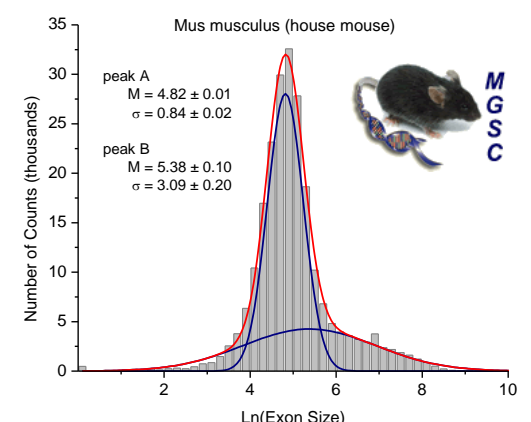 Mus musculus (house mouse)
35
30
25
20
15
10
5
0
Number of Counts (thousands)
peak A
M = 4.82 ± 0.01
σ = 0.84 ± 0.02
peak B
M = 5.38 ± 0.10
σ = 3.09 ± 0.20
M
G
S
C
2
4
6
8
10
Ln(Exon Size)